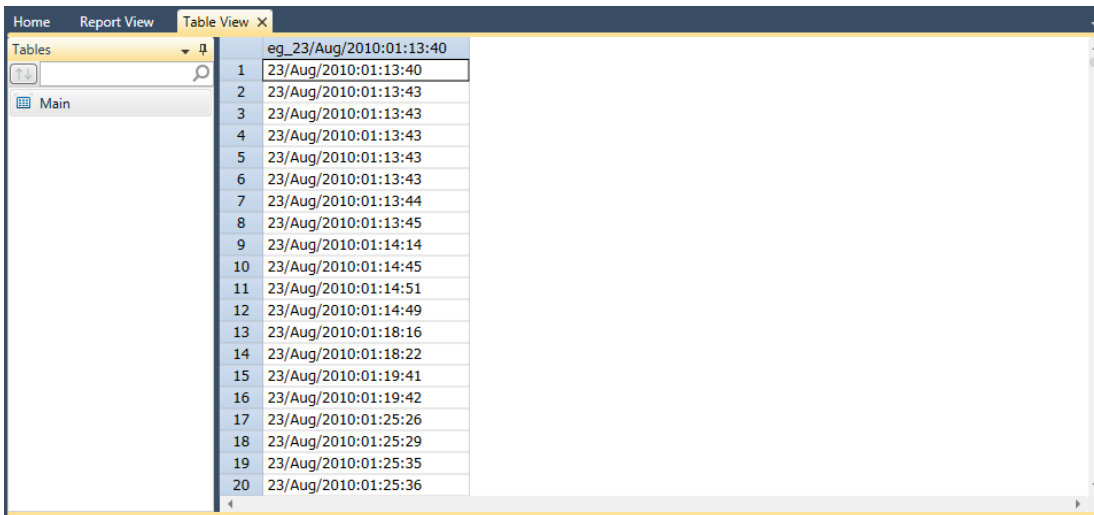 Home Report View Table View
Tables
Main
eg_23/Aug/2010:01:13:40
1 23/Aug/2010:01:13:40
2 23/Aug/2010:01:13:43
3 23/Aug/2010:01:13:43
4 23/Aug/2010:01:13:43
5 23/Aug/2010:01:13:43
6 23/Aug/2010:01:13:43
7 23/Aug/2010:01:13:44
8 23/Aug/2010:01:13:45
9 23/Aug/2010:01:14:14
10 23/Aug/2010:01:14:45
11 23/Aug/2010:01:14:51
12 23/Aug/2010:01:14:49
13 23/Aug/2010:01:18:16
14 23/Aug/2010:01:18:22
15 23/Aug/2010:01:19:41
16 23/Aug/2010:01:19:42
17 23/Aug/2010:01:25:26
18 23/Aug/2010:01:25:29
19 23/Aug/2010:01:25:35
20 23/Aug/2010:01:25:36